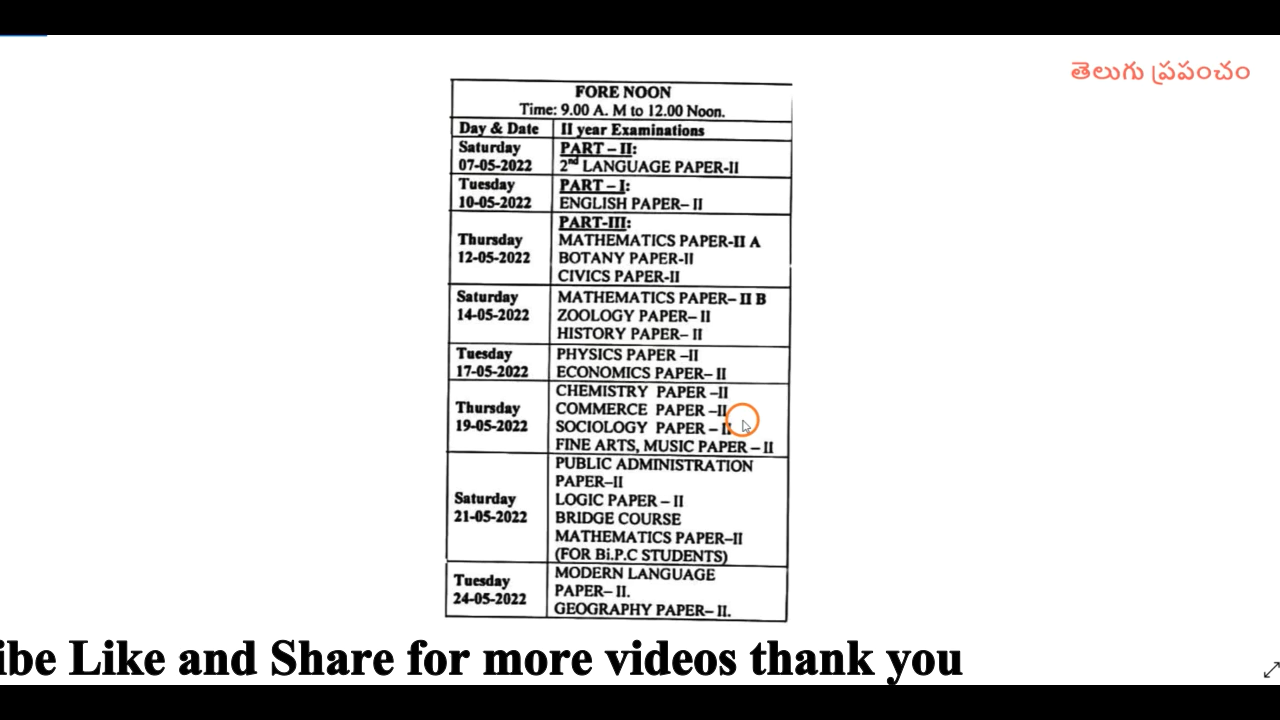 తెలుగు ప్రపంచం
FORE NOON
Time: 9.00 A. M to 12.00 Noon.
Day & Date II year Examinations
Saturday PART – II:
07-05-2022 2nd LANGUAGE PAPER-II
Tuesday PART – I:
10-05-2022 ENGLISH PAPER– II
PART-III:
Thursday MATHEMATICS PAPER-II A
12-05-2022 BOTANY PAPER-II
CIVICS PAPER-II
Saturday MATHEMATICS PAPER– II B
14-05-2022 ZOOLOGY PAPER– II
HISTORY PAPER– II
Tuesday PHYSICS PAPER –II
17-05-2022 ECONOMICS PAPER– II
CHEMISTRY PAPER –II
Thursday COMMERCE PAPER –II
19-05-2022 SOCIOLOGY PAPER – II
FINE ARTS, MUSIC PAPER – II
PUBLIC ADMINISTRATION
PAPER–II
Saturday LOGIC PAPER – II
21-05-2022 BRIDGE COURSE
MATHEMATICS PAPER–II
(FOR Bi.P.C STUDENTS)
Tuesday MODERN LANGUAGE
24-05-2022 PAPER– II.
GEOGRAPHY PAPER– II.
ibe Like and Share for more videos thank you